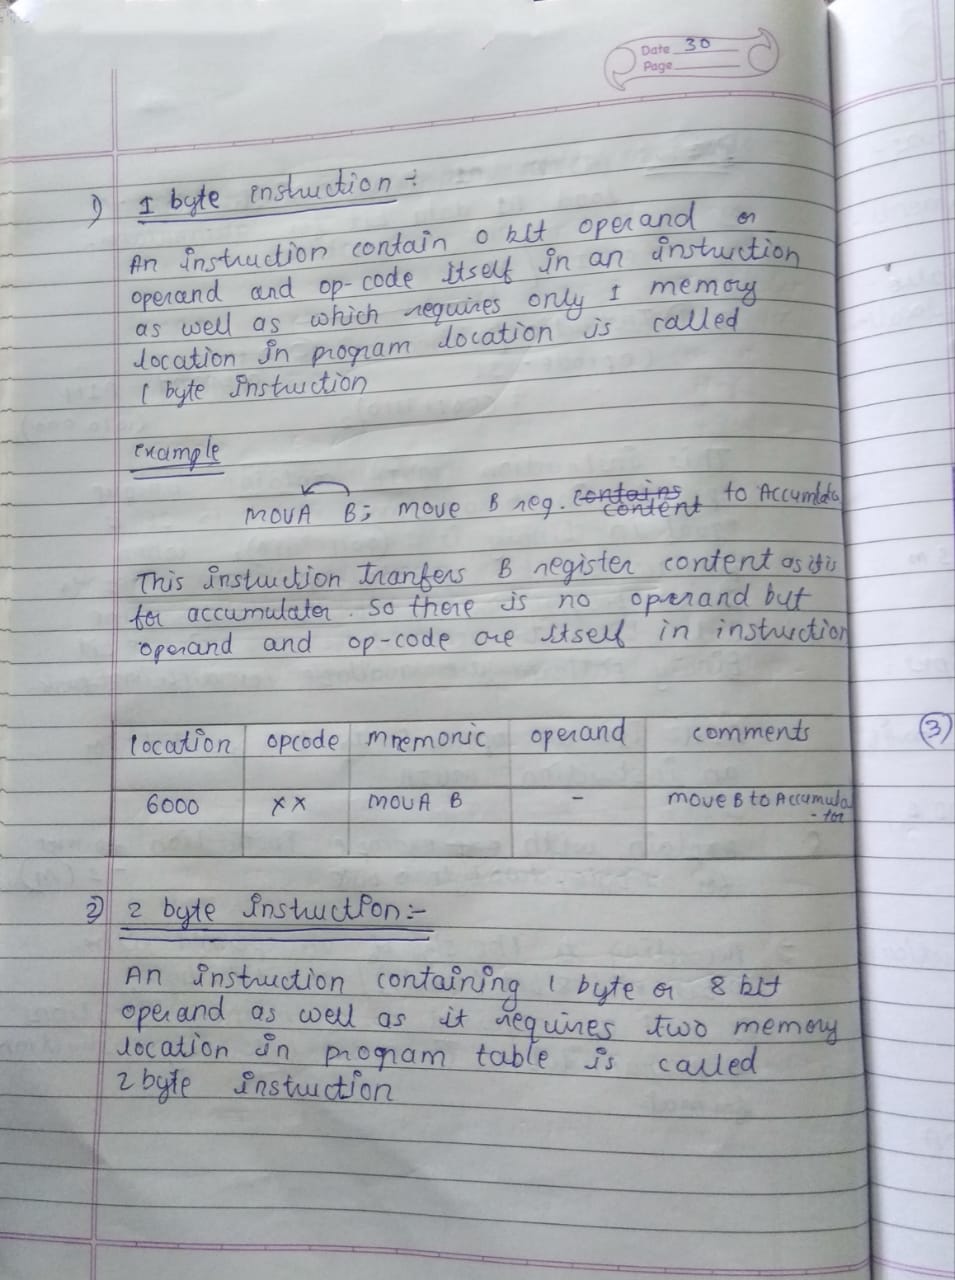 Date 30
Page
1) 1 byte instruction :-
An instruction contain 0 bit operand or
operand and op-code itself in an instruction
as well as which requires only 1 memory
location in program location is called
1 byte instruction
example
MOVA B; move B reg. contains content to Accumlato
This instruction tranfers B register content as it is
for accumulater. So there is no operand but
operand and op-code are itself in instruction
location opcode mnemonic operand comments
6000 XX MOVA B - move B to Accumula
-tor
(3)
2) 2 byte instruction:-
An instruction containing 1 byte or 8 bit
operand as well as it requires two memory
location in program table is called
2 byte instruction